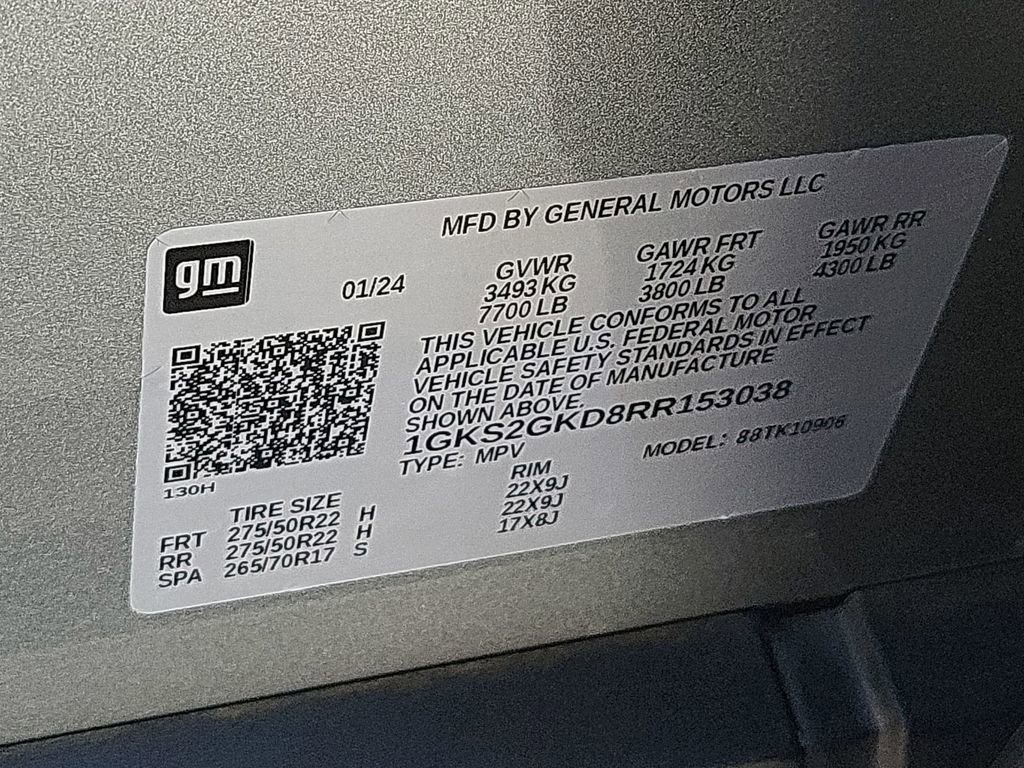 MFD BY GENERAL MOTORS LLC
gm
01/24
GVWR
3493 KG
7700 LB
GAWR FRT
1724 KG
3800 LB
GAWR RR
1950 KG
4300 LB
THIS VEHICLE CONFORMS TO ALL
APPLICABLE U.S. FEDERAL MOTOR
VEHICLE SAFETY STANDARDS IN EFFECT
ON THE DATE OF MANUFACTURE
SHOWN ABOVE.
1GKS2GKD8RR153038
TYPE: MPV
MODEL: 88TK10906
130H
TIRE SIZE
RIM
FRT 275/50R22 H 22X9J
RR 275/50R22 H 22X9J
SPA 265/70R17 S 17X8J